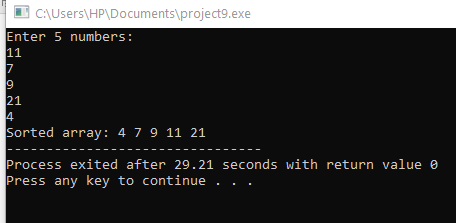 C:\Users\HP\Documents\project9.exe
Enter 5 numbers:
11
7
9
21
4
Sorted array: 4 7 9 11 21
--------------------------------
Process exited after 29.21 seconds with return value 0
Press any key to continue . . .